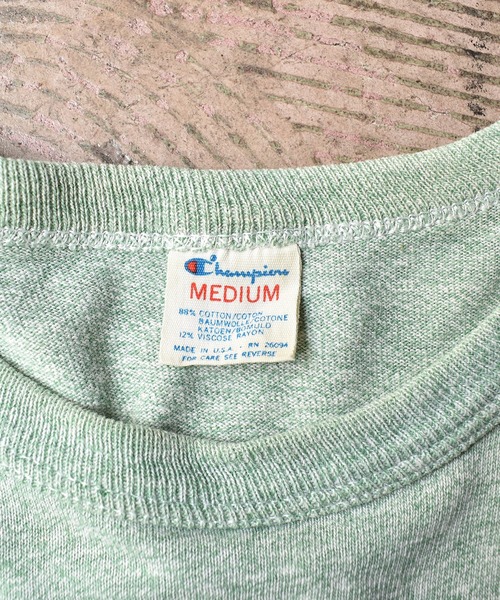 Champion
MEDIUM
88% COTTON/COTON
BAUMWOLLE/COTONE
KATOEN/BOMULD
12% VISCOSE RAYON
MADE IN U.S.A. - RN 26094
FOR CARE SEE REVERSE